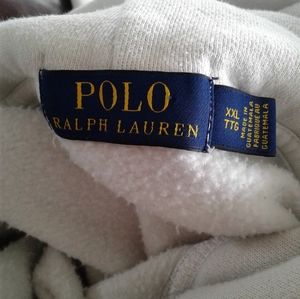 POLO
RALPH LAUREN
XXL
TTG
MADE IN
GUATEMALA
FABRIQUÉ AU
GUATEMALA